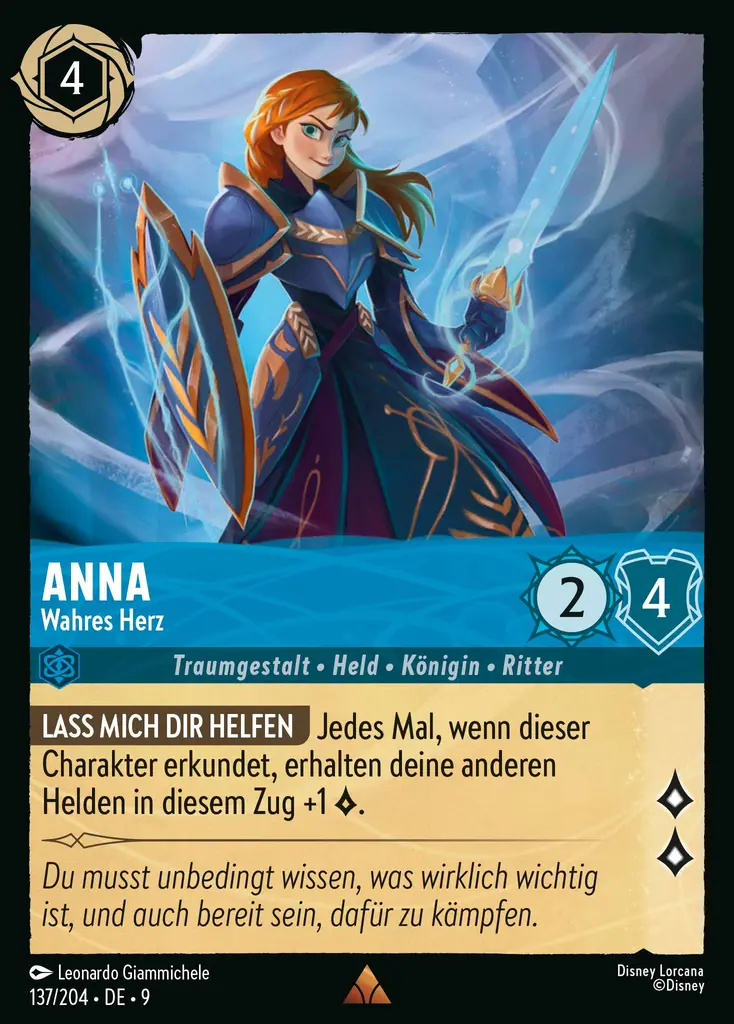 4
ANNA
Wahres Herz
2
4
Traumgestalt • Held • Königin • Ritter
LASS MICH DIR HELFEN Jedes Mal, wenn dieser
Charakter erkundet, erhalten deine anderen
Helden in diesem Zug +1 .
Du musst unbedingt wissen, was wirklich wichtig
ist, und auch bereit sein, dafür zu kämpfen.
Leonardo Giammichele
137/204 • DE • 9
Disney Lorcana
©Disney